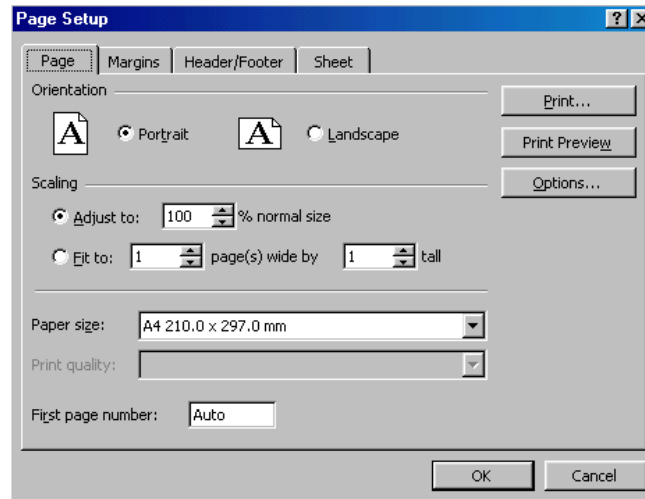 Page Setup
Page Margins Header/Footer Sheet
Orientation
A Portrait A Landscape
Print...
Print Preview
Options...
Scaling
Adjust to: 100 % normal size
Fit to: 1 page(s) wide by 1 tall
Paper size: A4 210.0 x 297.0 mm
Print quality:
First page number: Auto
OK Cancel